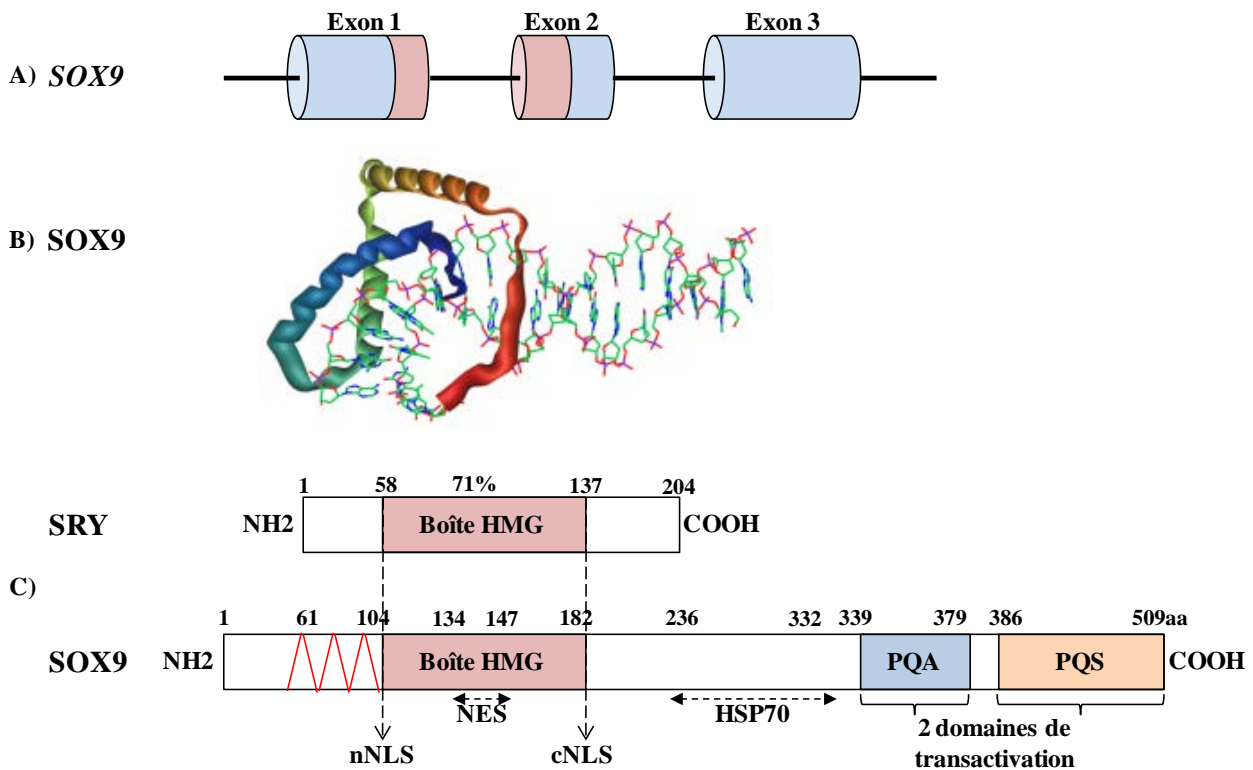 Exon 1 Exon 2 Exon 3
A) SOX9
B) SOX9
1 58 71% 137 204
SRY NH2 Boîte HMG COOH
C)
1 61 104 134 147 182 236 332 339 379 386 509aa
SOX9 NH2 Boîte HMG PQA PQS COOH
NES HSP70
nNLS cNLS
2 domaines de
transactivation